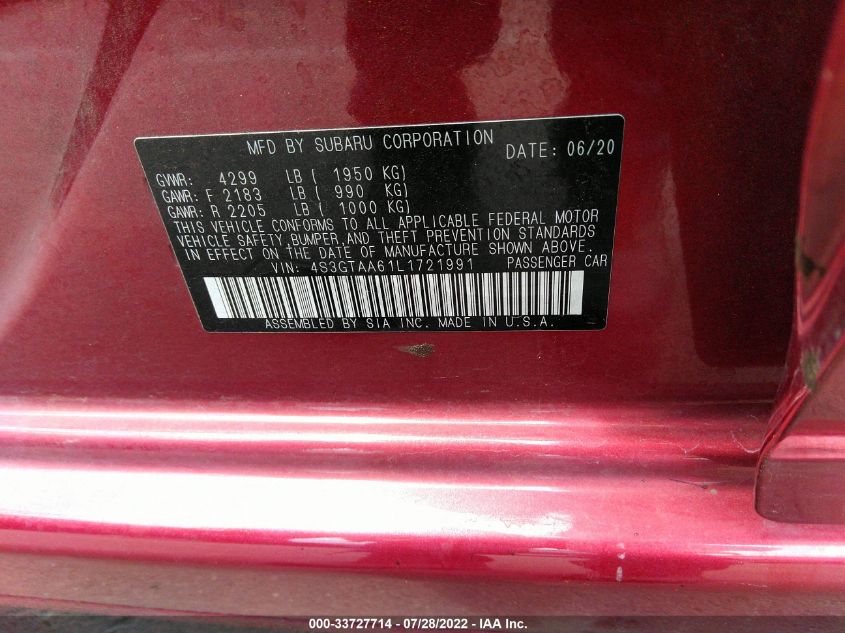 MFD BY SUBARU CORPORATION DATE: 06/20
GVWR: 4299 LB ( 1950 KG)
GAWR: F 2183 LB ( 990 KG)
GAWR: R 2205 LB ( 1000 KG)
THIS VEHICLE CONFORMS TO ALL APPLICABLE FEDERAL MOTOR
VEHICLE SAFETY,BUMPER,AND THEFT PREVENTION STANDARDS
IN EFFECT ON THE DATE OF MANUFACTURE SHOWN ABOVE.
VIN: 4S3GTAA61L1721991 PASSENGER CAR
ASSEMBLED BY SIA INC. MADE IN U.S.A.
000-33727714 - 07/28/2022 - IAA Inc.